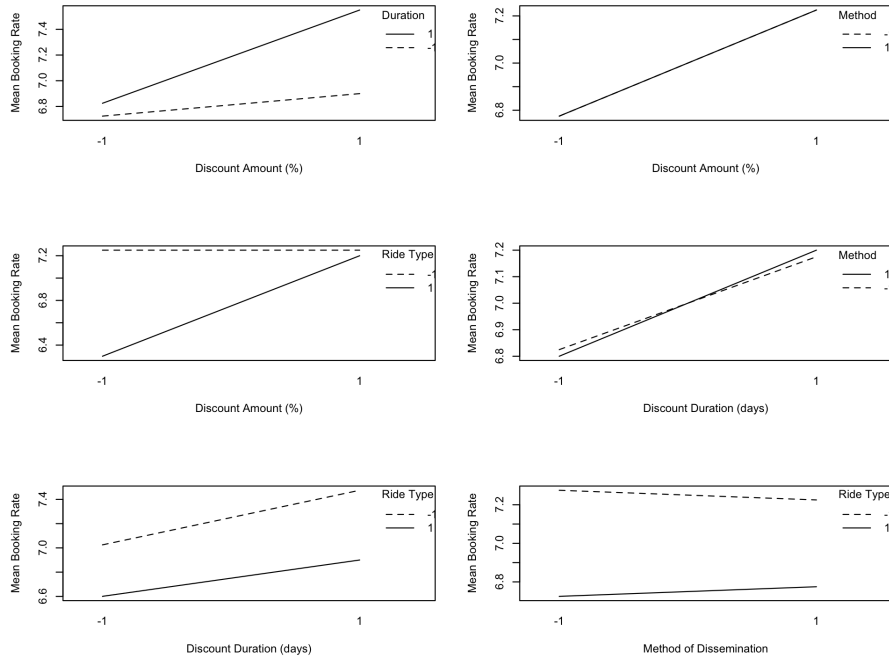 Mean Booking Rate
7.4
7.2
7.0
6.8
Duration
1
-1
-1
1
Discount Amount (%)
Mean Booking Rate
7.2
7.0
6.8
Method
-
1
-1
1
Discount Amount (%)
Mean Booking Rate
7.2
6.8
6.4
Ride Type
-1
1
-1
1
Discount Amount (%)
Mean Booking Rate
7.2
7.1
7.0
6.9
6.8
Method
1
-
-1
1
Discount Duration (days)
Mean Booking Rate
7.4
7.0
6.6
Ride Type
-1
1
-1
1
Discount Duration (days)
Mean Booking Rate
7.2
7.0
6.8
Ride Type
-
1
-1
1
Method of Dissemination